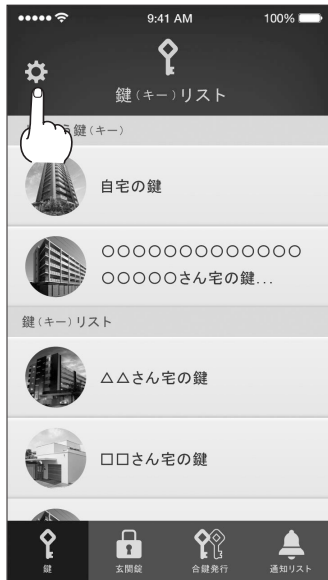 9:41 AM
100%
鍵(キー)リスト
う鍵(キー)
自宅の鍵
○○○○○○○○○○○○○
○○○○○さん宅の鍵...
鍵(キー)リスト
△△さん宅の鍵
□□さん宅の鍵
鍵
玄関錠
合鍵発行
通知リスト